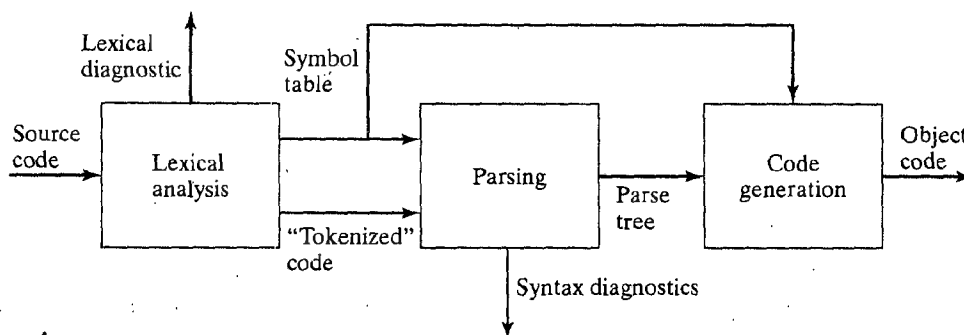 Lexical
diagnostic
Symbol
table
Source
code
Lexical
analysis
Parsing
Code
generation
Object
code
Parse
tree
“Tokenized”
code
Syntax diagnostics